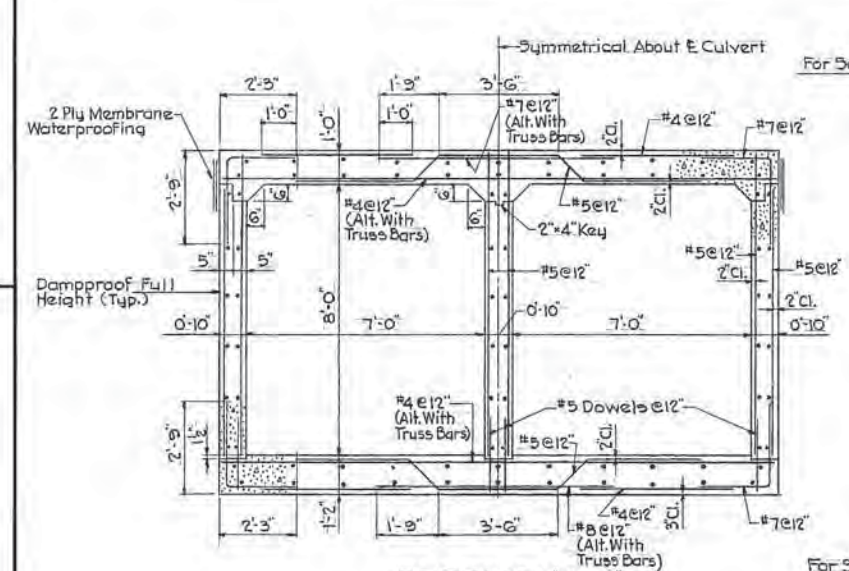 Symmetrical About ℄ Culvert
For S
2'-3"
1'-9"
3'-6"
2 Ply Membrane
Waterproofing
1'-0"
1'-0"
#7@12"
(Alt. With
Truss Bars)
1'-0"
2"Cl.
#4@12"
#7@12"
2'-9"
6"
6"
#4@12"
(Alt. With
Truss Bars)
6"
6"
#5@12"
2"Cl.
2"×4" Key
5"
5"
#5@12"
#5@12"
2"Cl.
#5@12"
Dampproof Full
Height (Typ.)
8'-0"
2"Cl.
0'-10"
7'-0"
0'-10"
7'-0"
0'-10"
#4@12"
(Alt. With
Truss Bars)
#5 Dowels@12"
2'-9"
1½"
#5@12"
2"Cl.
2'-3"
1'-2"
1'-9"
3'-6"
#8@12"
(Alt. With
Truss Bars)
#4@12"
3"Cl.
#7@12"
For S